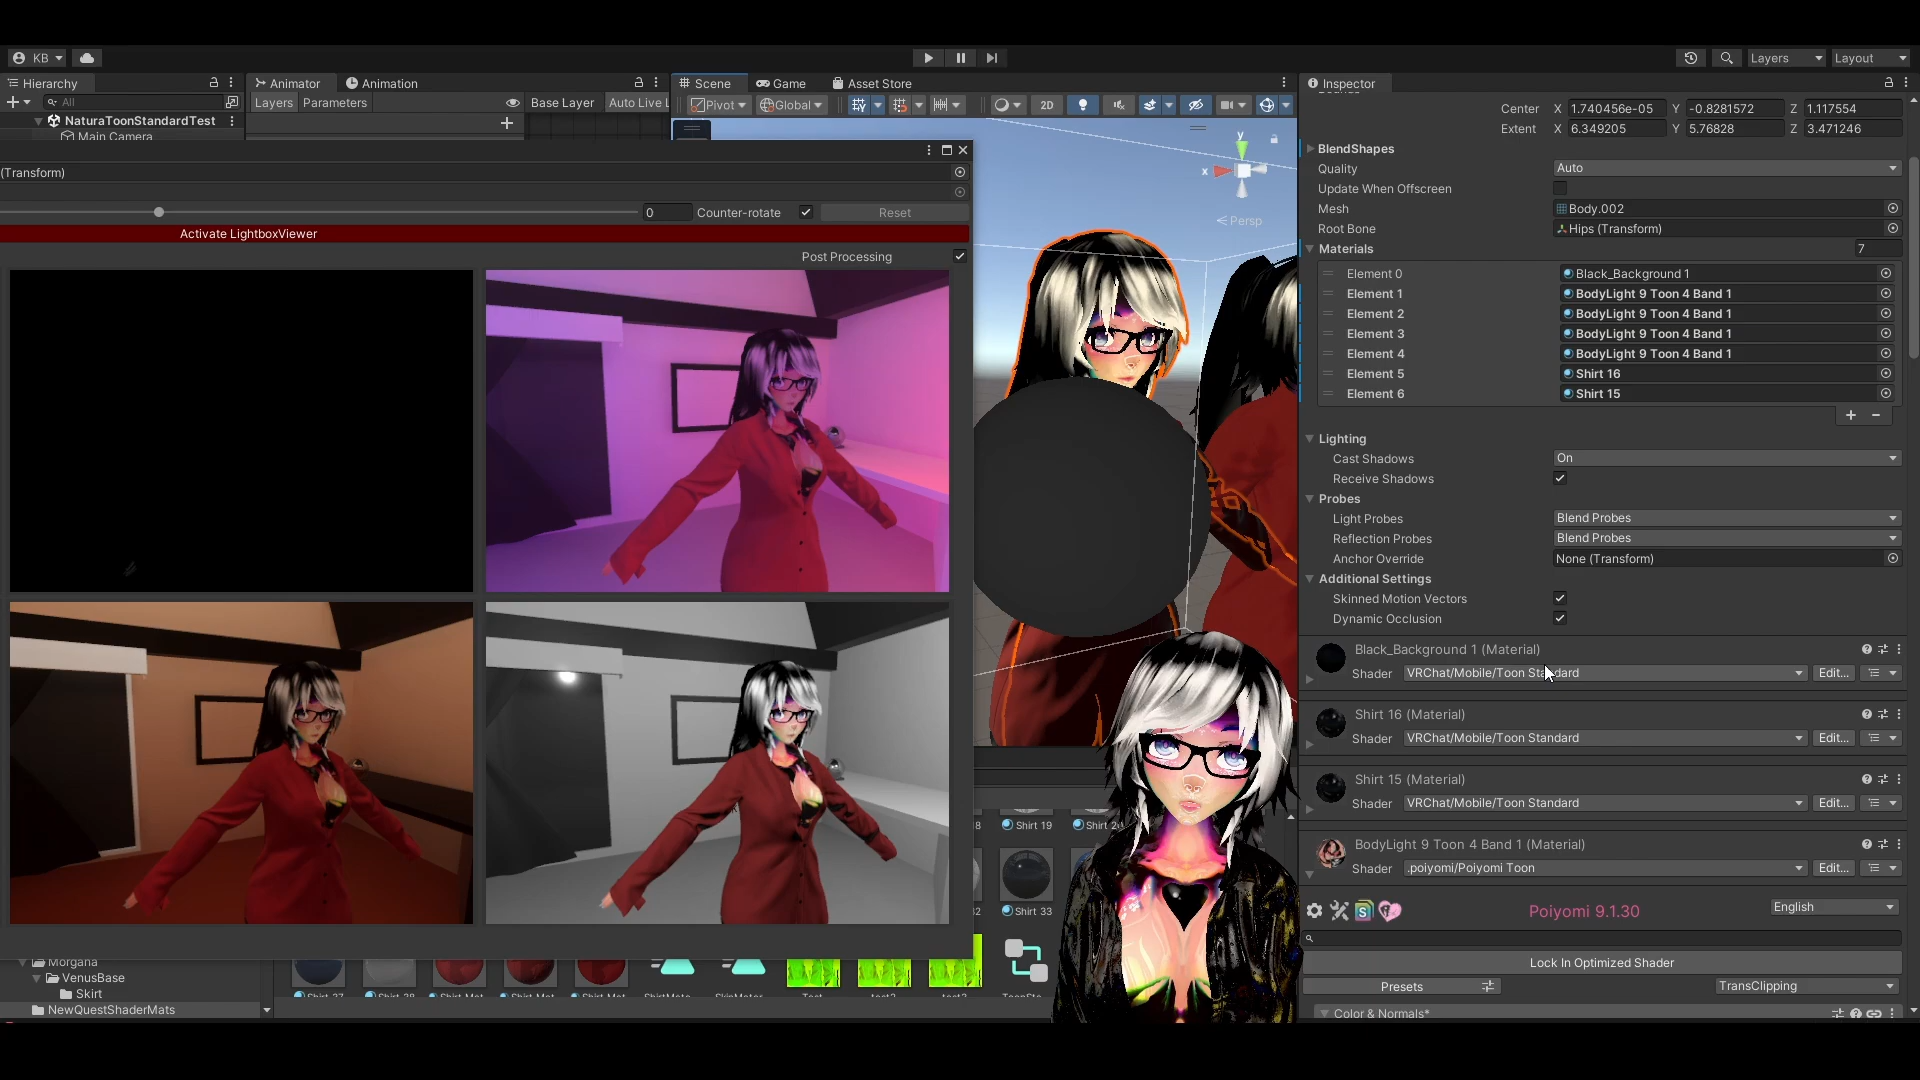 KB
Layers
Layout
Hierarchy
Animator
Animation
Scene
Game
Asset Store
Inspector
All
Layers
Parameters
Base Layer
Auto Live L
Pivot
Global
2D
NaturaToonStandardTest
Main Camera
Center X 1.740456e-05 Y -0.8281572 Z 1.117554
Extent X 6.349205 Y 5.76828 Z 3.471246
BlendShapes
Quality Auto
Update When Offscreen
Mesh Body.002
Root Bone Hips (Transform)
Materials 7
Element 0 Black_Background 1
Element 1 BodyLight 9 Toon 4 Band 1
Element 2 BodyLight 9 Toon 4 Band 1
Element 3 BodyLight 9 Toon 4 Band 1
Element 4 BodyLight 9 Toon 4 Band 1
Element 5 Shirt 16
Element 6 Shirt 15
Lighting
Cast Shadows On
Receive Shadows
Probes
Light Probes Blend Probes
Reflection Probes Blend Probes
Anchor Override None (Transform)
Additional Settings
Skinned Motion Vectors
Dynamic Occlusion
Black_Background 1 (Material)
Shader VRChat/Mobile/Toon Standard Edit...
Shirt 16 (Material)
Shader VRChat/Mobile/Toon Standard Edit...
Shirt 15 (Material)
Shader VRChat/Mobile/Toon Standard Edit...
BodyLight 9 Toon 4 Band 1 (Material)
Shader .poiyomi/Poiyomi Toon Edit...
Poiyomi 9.1.30
English
Lock In Optimized Shader
Presets
TransClipping
Color & Normals*
(Transform)
0 Counter-rotate Reset
Activate LightboxViewer
Post Processing
y
x
Persp
Shirt 19
Shirt 33
Morgana
VenusBase
Skirt
NewQuestShaderMats